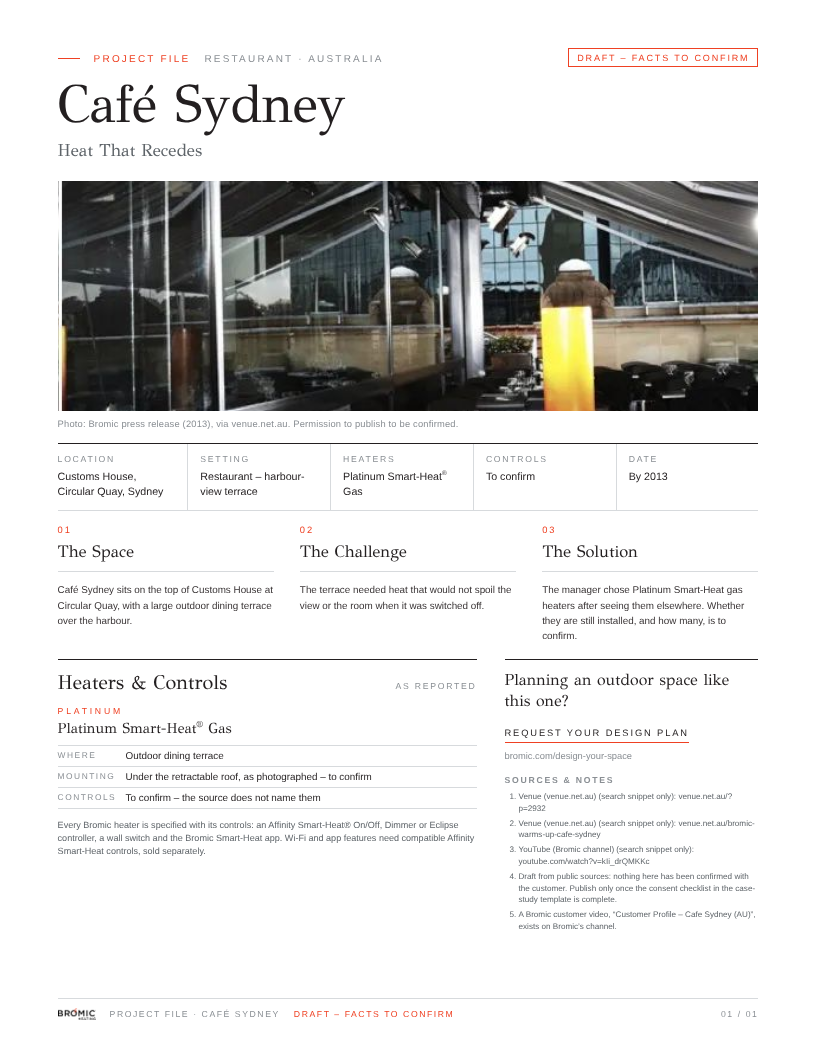 PROJECT FILE RESTAURANT · AUSTRALIA
DRAFT – FACTS TO CONFIRM
Café Sydney
Heat That Recedes
Photo: Bromic press release (2013), via venue.net.au. Permission to publish to be confirmed.
LOCATION
Customs House,
Circular Quay, Sydney
SETTING
Restaurant – harbour-
view terrace
HEATERS
Platinum Smart-Heat®
Gas
CONTROLS
To confirm
DATE
By 2013
01
The Space
Café Sydney sits on the top of Customs House at
Circular Quay, with a large outdoor dining terrace
over the harbour.
02
The Challenge
The terrace needed heat that would not spoil the
view or the room when it was switched off.
03
The Solution
The manager chose Platinum Smart-Heat gas
heaters after seeing them elsewhere. Whether
they are still installed, and how many, is to
confirm.
Heaters & Controls
AS REPORTED
PLATINUM
Platinum Smart-Heat® Gas
WHERE Outdoor dining terrace
MOUNTING Under the retractable roof, as photographed – to confirm
CONTROLS To confirm – the source does not name them
Every Bromic heater is specified with its controls: an Affinity Smart-Heat® On/Off, Dimmer or Eclipse
controller, a wall switch and the Bromic Smart-Heat app. Wi-Fi and app features need compatible Affinity
Smart-Heat controls, sold separately.
Planning an outdoor space like
this one?
REQUEST YOUR DESIGN PLAN
bromic.com/design-your-space
SOURCES & NOTES
1. Venue (venue.net.au) (search snippet only): venue.net.au/?
p=2932
2. Venue (venue.net.au) (search snippet only): venue.net.au/bromic-
warms-up-cafe-sydney
3. YouTube (Bromic channel) (search snippet only):
youtube.com/watch?v=kIi_drQMKKc
4. Draft from public sources: nothing here has been confirmed with
the customer. Publish only once the consent checklist in the case-
study template is complete.
5. A Bromic customer video, “Customer Profile – Cafe Sydney (AU)”,
exists on Bromic's channel.
BROMIC
HEATING
PROJECT FILE · CAFÉ SYDNEY DRAFT – FACTS TO CONFIRM
01 / 01